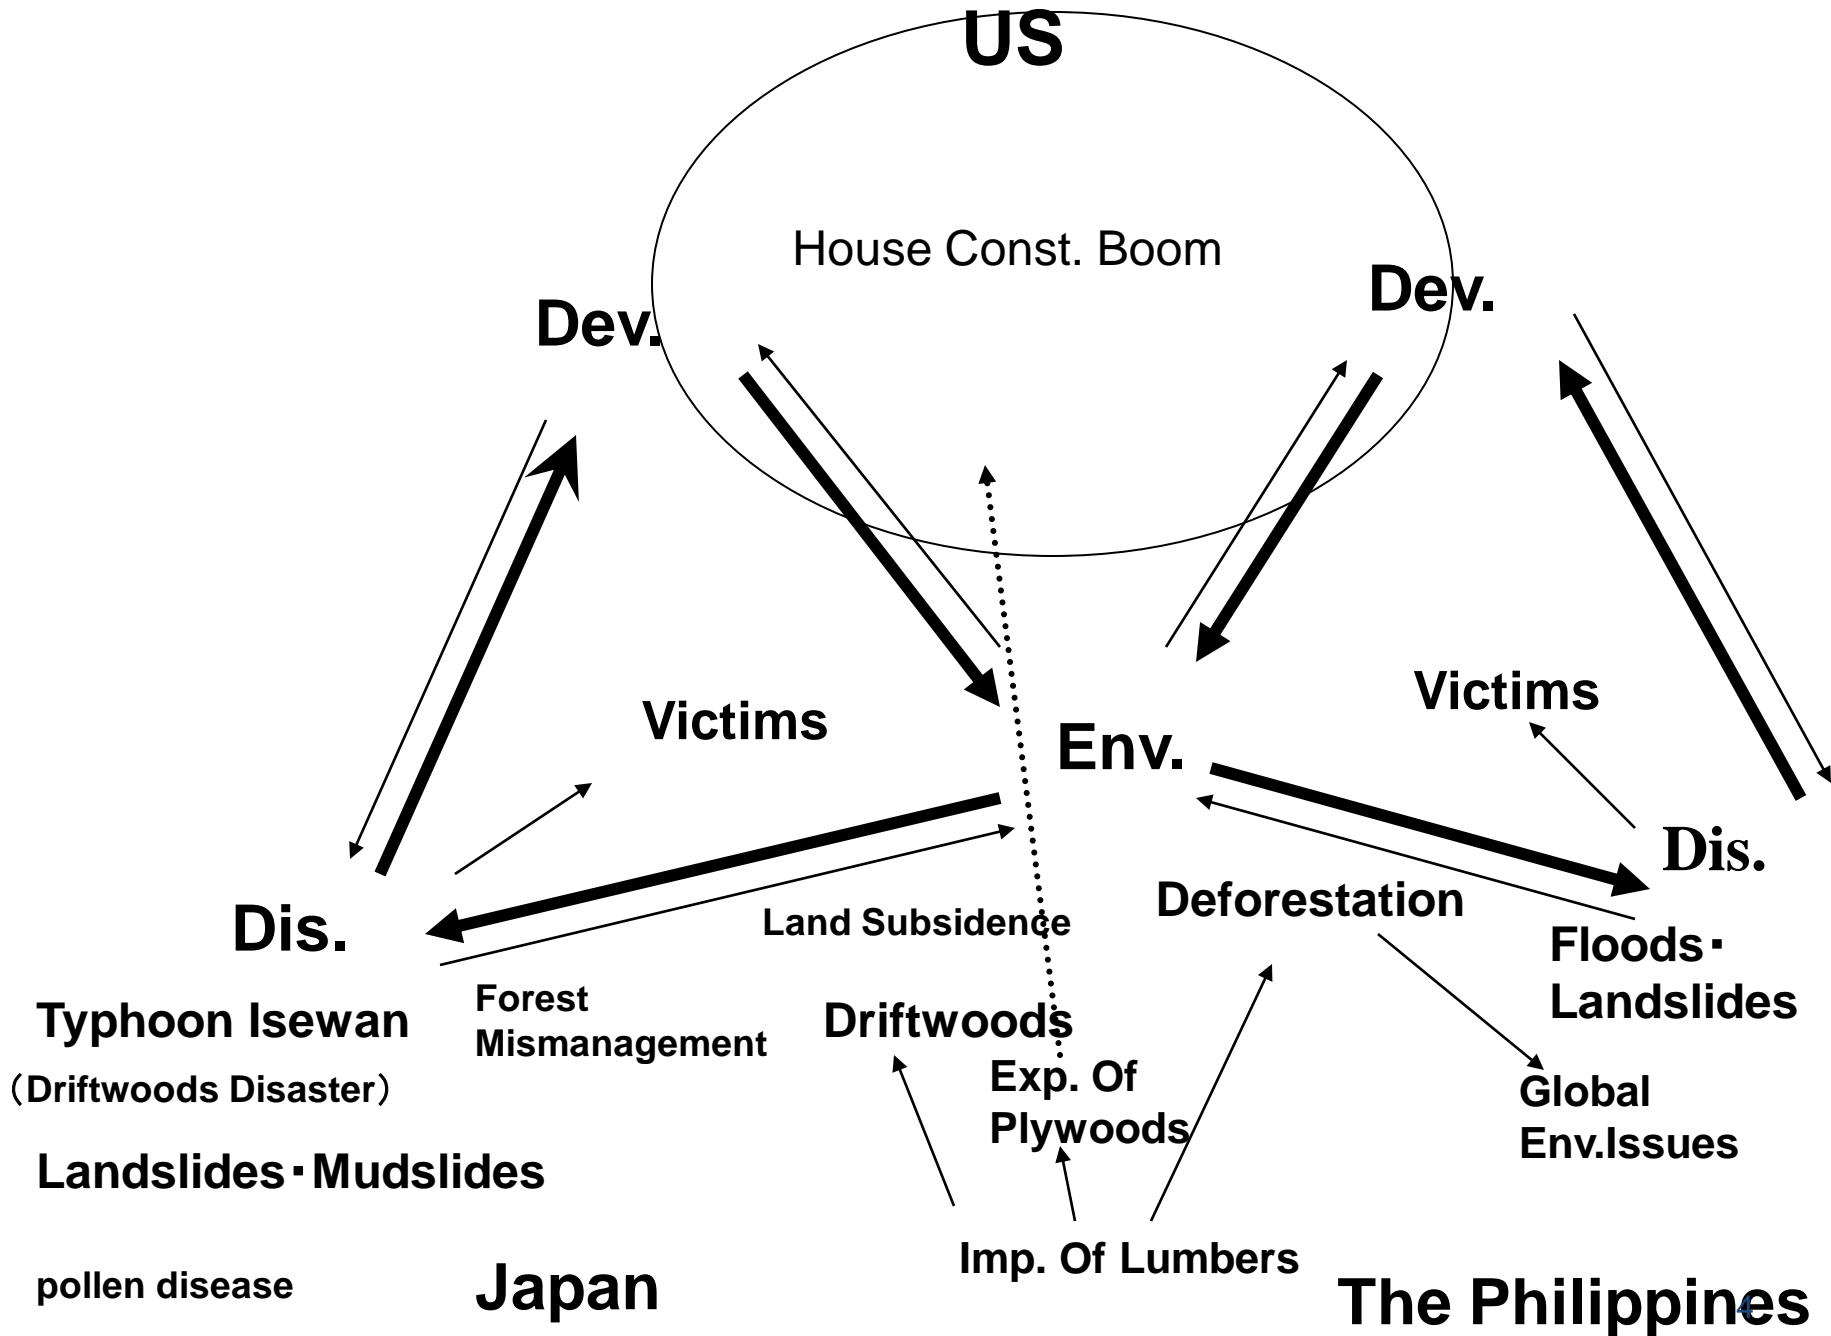 US
House Const. Boom
Dev.
Dev.
Victims
Victims
Env.
Dis.
Dis.
Deforestation
Land Subsidence
Floods・
Landslides
Typhoon Isewan
（Driftwoods Disaster）
Forest
Mismanagement
Driftwoods
Exp. Of
Plywoods
Global
Env.Issues
Landslides・Mudslides
Imp. Of Lumbers
pollen disease
Japan
The Philippines
4